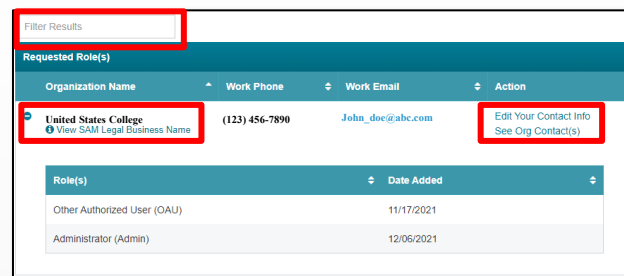 Filter Results
Requested Role(s)
Organization Name Work Phone Work Email Action
United States College (123) 456-7890 John_doe@abc.com Edit Your Contact Info
View SAM Legal Business Name See Org Contact(s)
Role(s) Date Added
Other Authorized User (OAU) 11/17/2021
Administrator (Admin) 12/06/2021